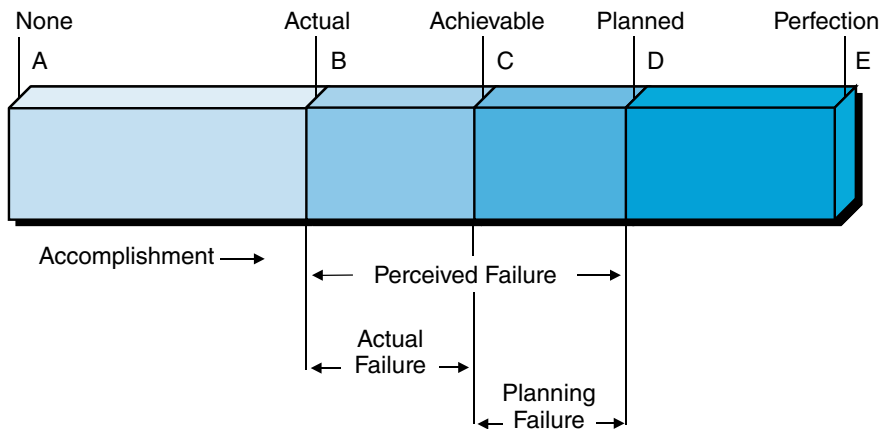 None Actual Achievable Planned Perfection
A B C D E
Accomplishment
Perceived Failure
Actual
Failure
Planning
Failure